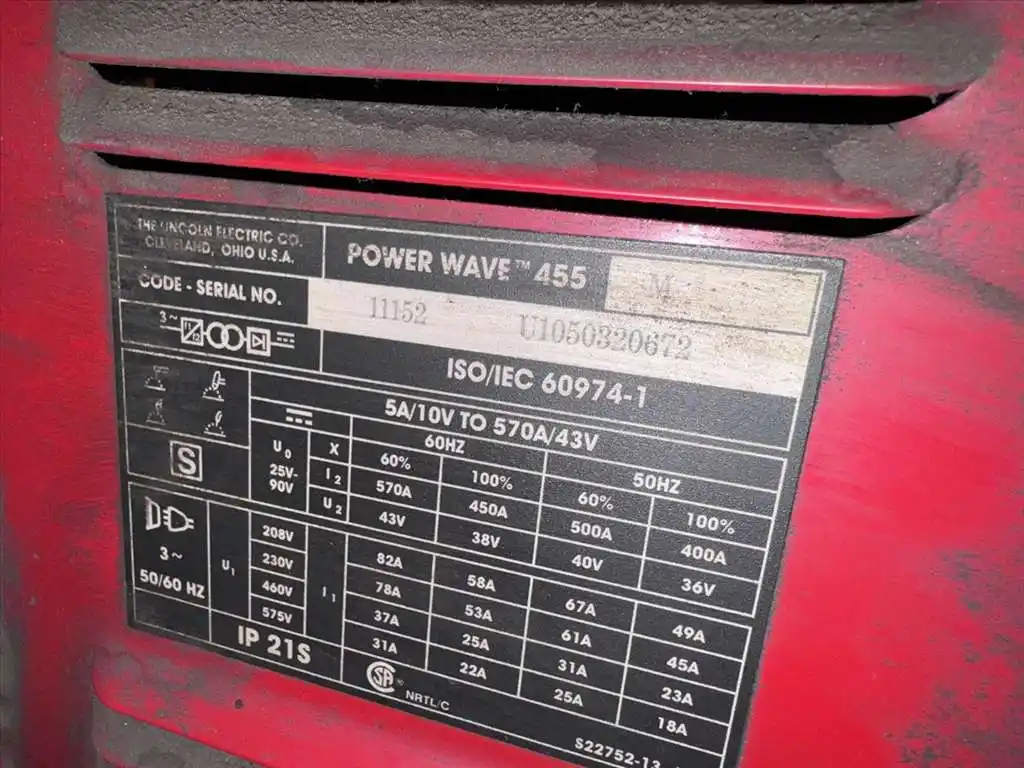 THE LINCOLN ELECTRIC CO.
CLEVELAND, OHIO U.S.A.
POWER WAVE™ 455 M
CODE - SERIAL NO. 11152 U1050320672
3~
ISO/IEC 60974-1
5A/10V TO 570A/43V
60HZ 50HZ
U0 X 60% 100% 60% 100%
25V-90V I2 570A 450A 500A 400A
U2 43V 38V 40V 36V
S
3~
50/60 HZ
U1 I1
208V 82A 58A 67A 49A
230V 78A 53A 61A 45A
460V 37A 25A 31A 23A
575V 31A 22A 25A 18A
IP 21S
SA ® NRTL/C
S22752-13